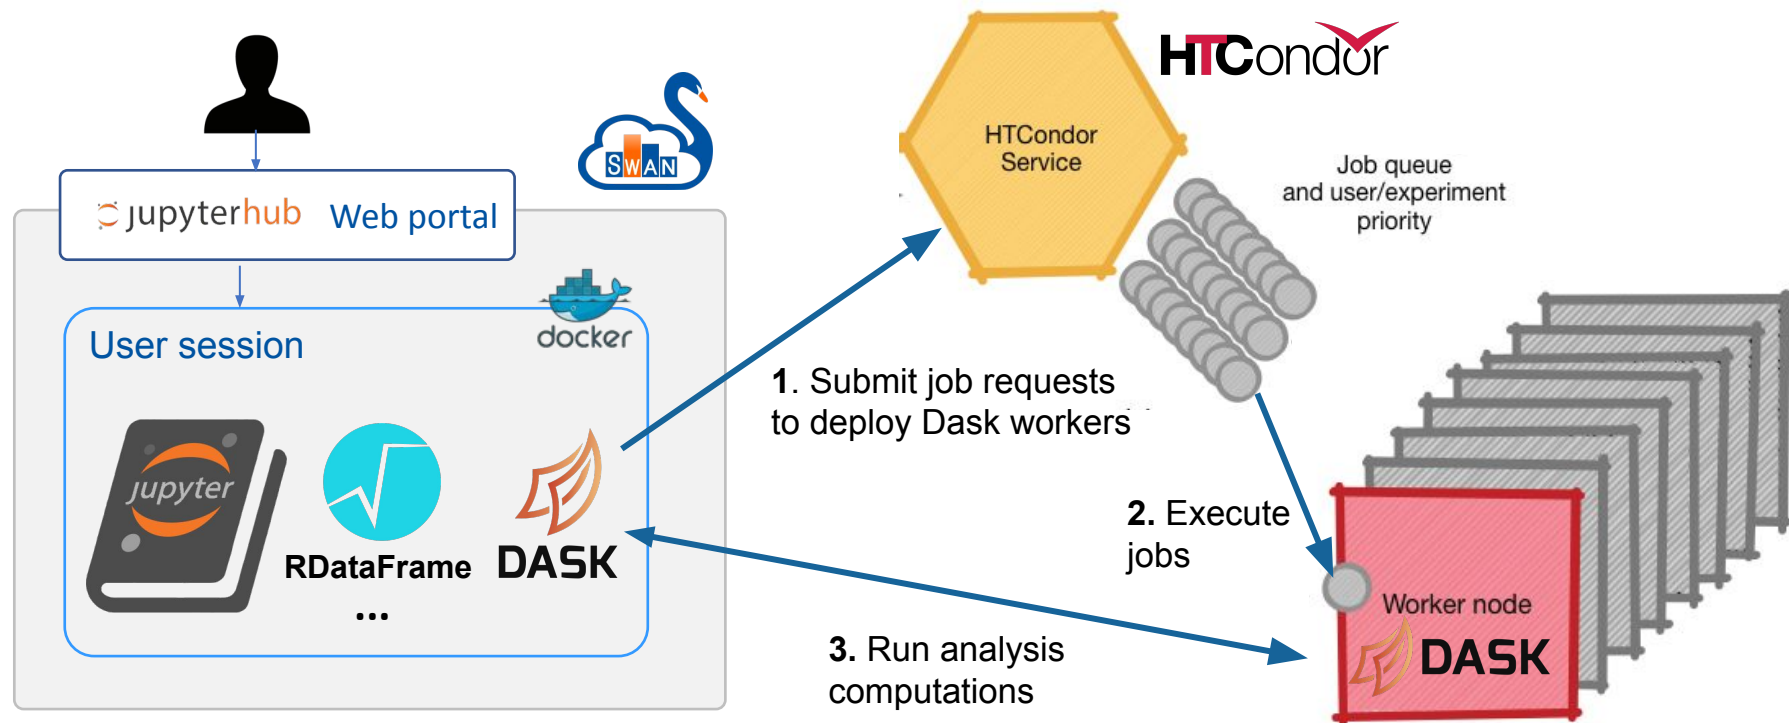 SWAN
jupyterhub Web portal
docker
User session
jupyter
RDataFrame
...
DASK
HTCondor
HTCondor
Service
Job queue
and user/experiment
priority
1. Submit job requests
to deploy Dask workers
2. Execute
jobs
3. Run analysis
computations
Worker node
DASK